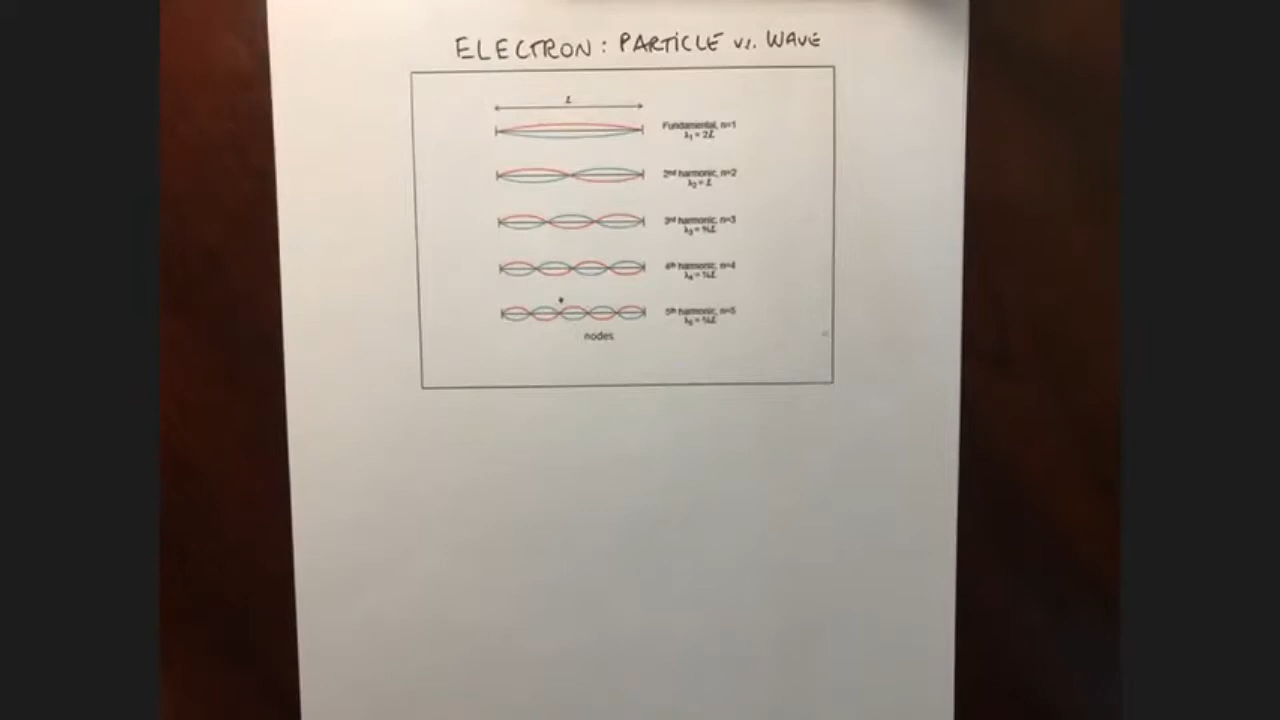 ELECTRON: PARTICLE vs. WAVE
L
Fundamental, n=1
λ₁ = 2L
2nd harmonic, n=2
λ₂ = L
3rd harmonic, n=3
4th harmonic, n=4
5th harmonic, n=5
nodes